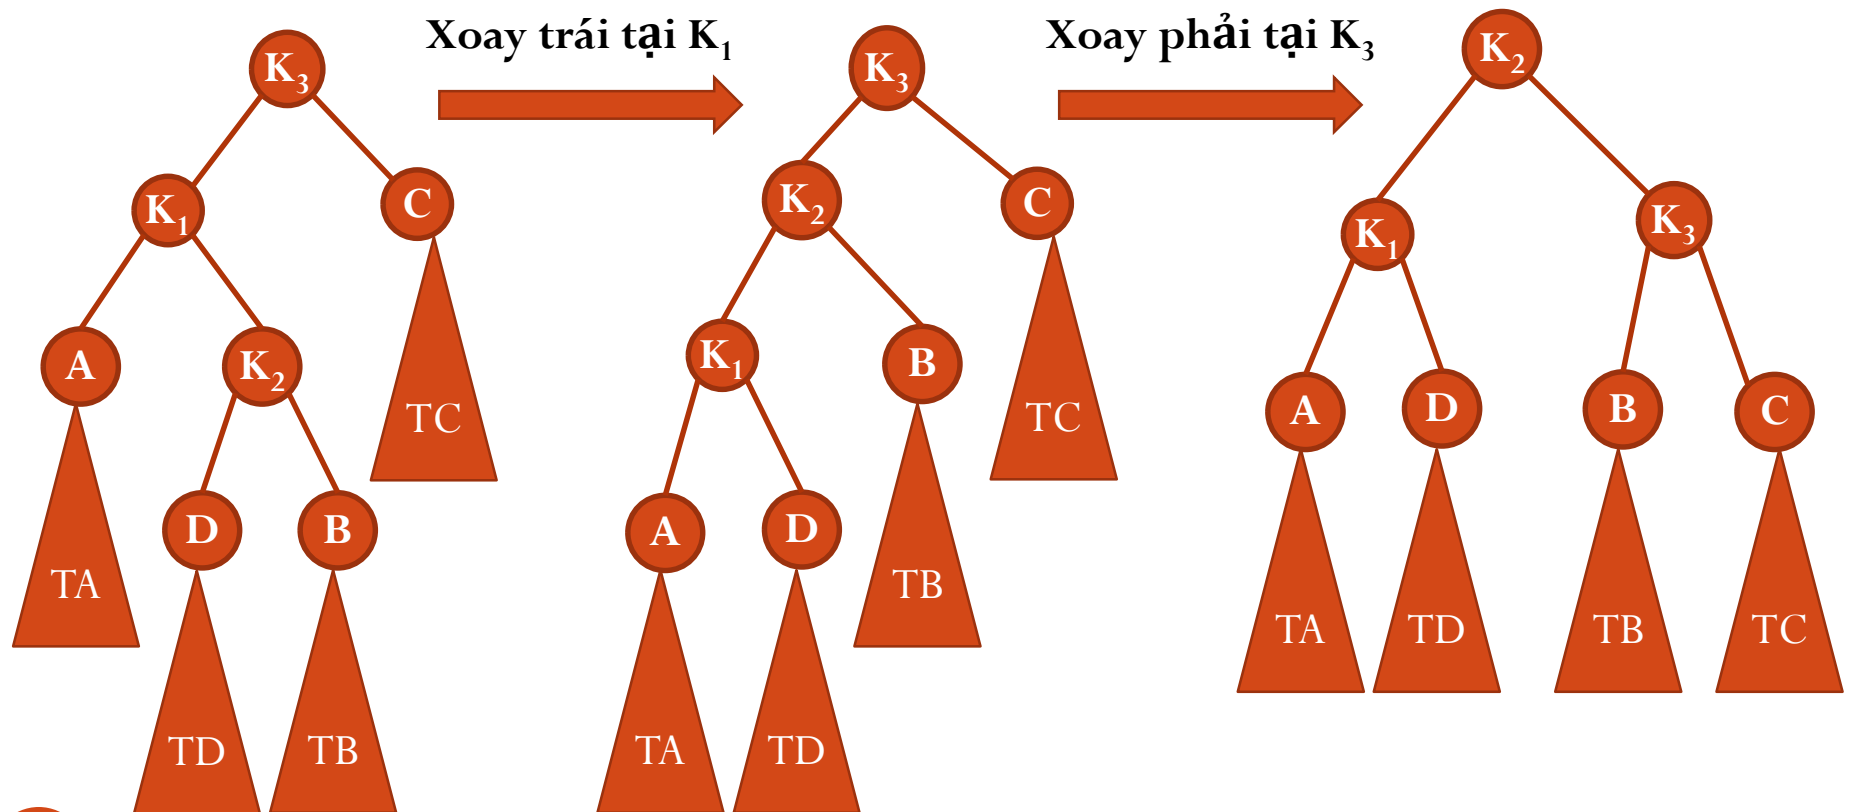 Xoay trái tại K₁
Xoay phải tại K₃
K₃
K₁
C
A
K₂
TC
D
B
TA
TD
TB
K₃
K₂
C
K₁
B
TC
A
D
TB
TA
TD
K₂
K₁
K₃
A
D
B
C
TA
TD
TB
TC